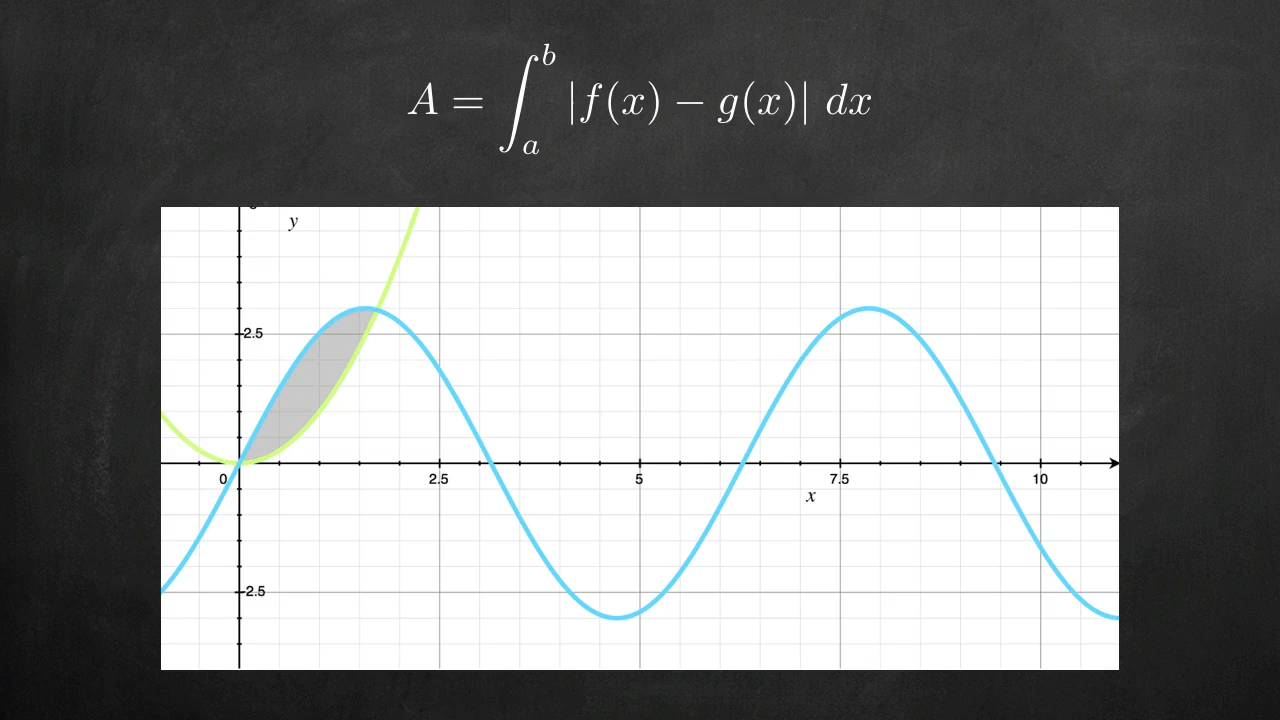 A = ∫_a^b |f(x) − g(x)| dx
y
2.5
0 2.5 5 7.5 10
x
-2.5